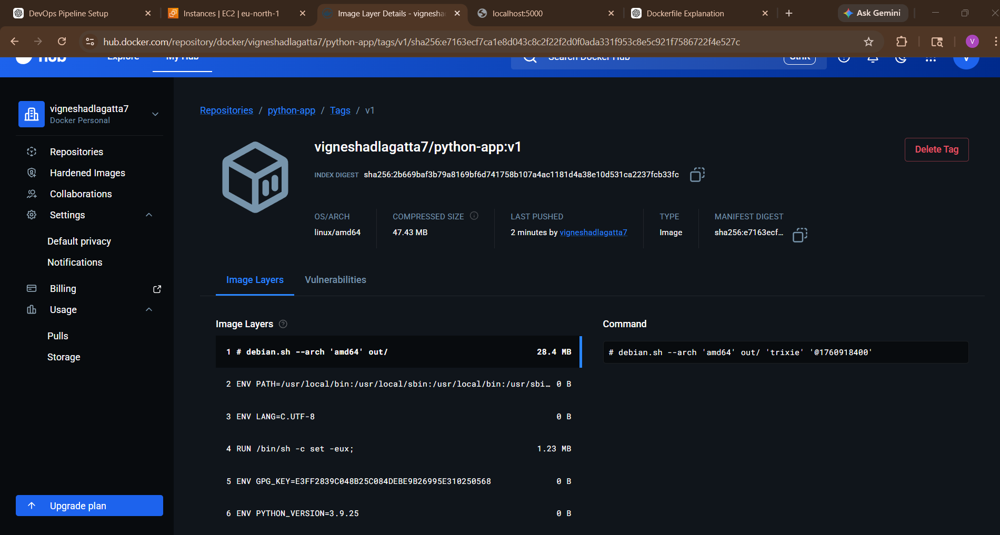 DevOps Pipeline Setup
Instances | EC2 | eu-north-1
Image Layer Details - vignesha
localhost:5000
Dockerfile Explanation
Ask Gemini
hub.docker.com/repository/docker/vigneshadlagatta7/python-app/tags/v1/sha256:e7163ecf7ca1e8d043c8c2f22f2d0f0ada331f953c8e5c921f7586722f4e527c
V
hub
Explore
My Hub
Search Docker Hub
Ctrl K
V
vigneshadlagatta7
Docker Personal
Repositories
Hardened Images
Collaborations
Settings
Default privacy
Notifications
Billing
Usage
Pulls
Storage
Upgrade plan
Repositories / python-app / Tags / v1
vigneshadlagatta7/python-app:v1
Delete Tag
INDEX DIGEST sha256:2b669baf3b79a8169bf6d741758b107a4ac1181d4a38e10d531ca2237fcb33fc
OS/ARCH
linux/amd64
COMPRESSED SIZE
47.43 MB
LAST PUSHED
2 minutes by vigneshadlagatta7
TYPE
Image
MANIFEST DIGEST
sha256:e7163ecf...
Image Layers
Vulnerabilities
Image Layers
1 # debian.sh --arch 'amd64' out/ 28.4 MB
2 ENV PATH=/usr/local/bin:/usr/local/sbin:/usr/local/bin:/usr/sbi... 0 B
3 ENV LANG=C.UTF-8 0 B
4 RUN /bin/sh -c set -eux; 1.23 MB
5 ENV GPG_KEY=E3FF2839C048B25C084DEBE9B26995E310250568 0 B
6 ENV PYTHON_VERSION=3.9.25 0 B
Command
# debian.sh --arch 'amd64' out/ 'trixie' '@1760918400'